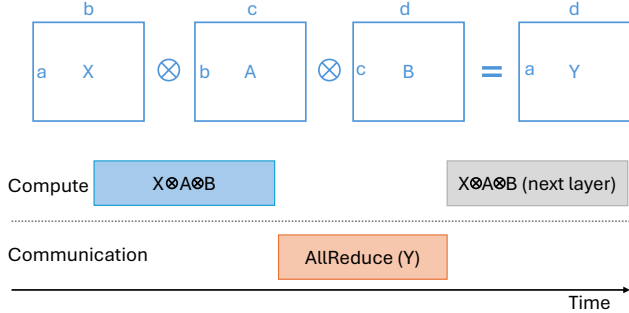 b c d d
a X ⊗ b A ⊗ c B = a Y
Compute X⊗A⊗B X⊗A⊗B (next layer)
Communication AllReduce (Y)
Time